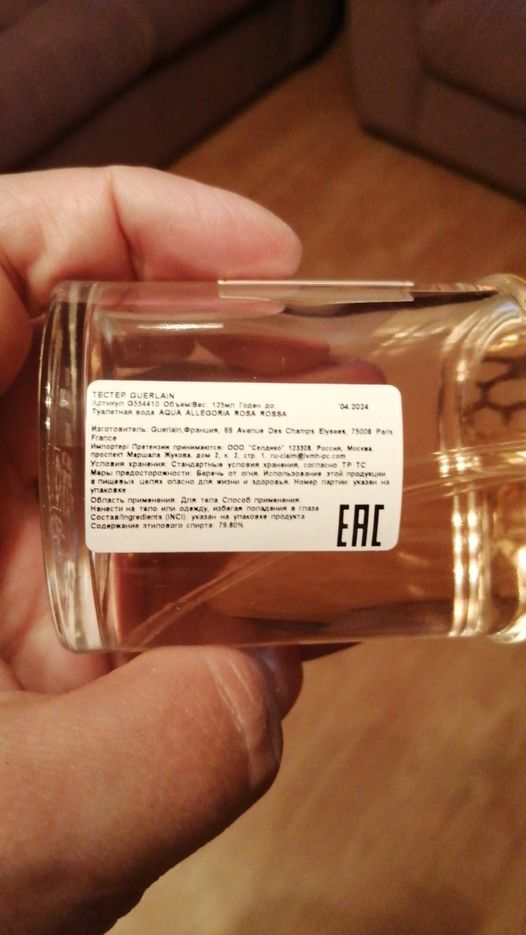 ТЕСТЕР GUERLAIN
Артикул G554410 Объем/Вес: 125мл Годен до: '04.2024
Туалетная вода AQUA ALLEGORIA ROSA ROSSA
Изготовитель: Guerlain,Франция, 68 Avenue Des Champs Elysees, 75008 Paris
France
Импортер/ Претензии принимаются: ООО "Селдико" 123308, Россия, Москва,
проспект Маршала Жукова, дом 2, к. 2, стр. 1, ru-claim@lvmh-pc.com
Условия хранения: Стандартные условия хранения, согласно ТР ТС
Меры предосторожности: Беречь от огня. Использование этой продукции
в пищевых целях опасно для жизни и здоровья. Номер партии: указан на
упаковке
Область применения: Для тела Способ применения:
Нанести на тело или одежду, избегая попадания в глаза
Состав/Ingredients (INCI): указан на упаковке продукта
Содержание этилового спирта: 79.80%
EAC